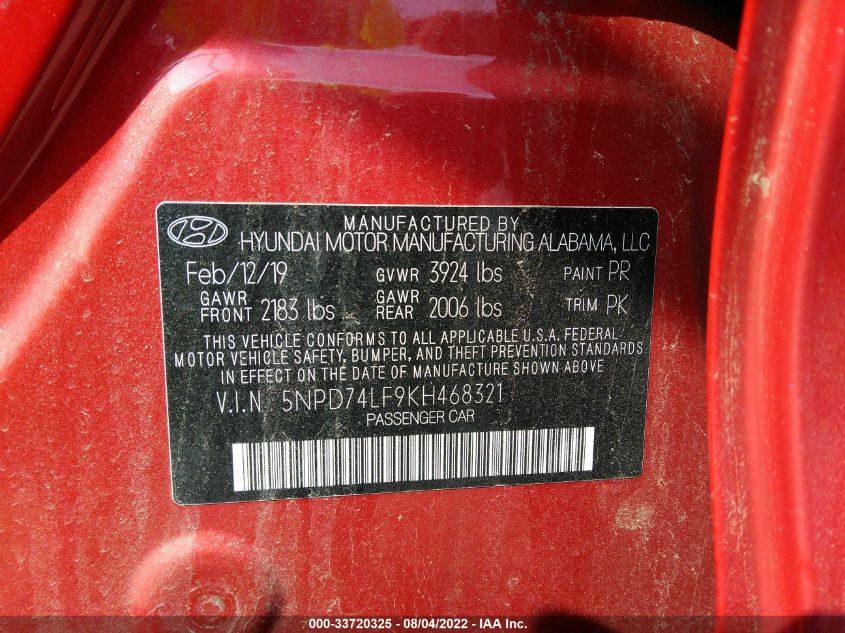 MANUFACTURED BY
HYUNDAI MOTOR MANUFACTURING ALABAMA, LLC
Feb/12/19 GVWR 3924 lbs PAINT PR
GAWR FRONT 2183 lbs GAWR REAR 2006 lbs TRIM PK
THIS VEHICLE CONFORMS TO ALL APPLICABLE U.S.A. FEDERAL
MOTOR VEHICLE SAFETY, BUMPER, AND THEFT PREVENTION STANDARDS
IN EFFECT ON THE DATE OF MANUFACTURE SHOWN ABOVE
V.I.N. 5NPD74LF9KH468321
PASSENGER CAR
000-33720325 - 08/04/2022 - IAA Inc.